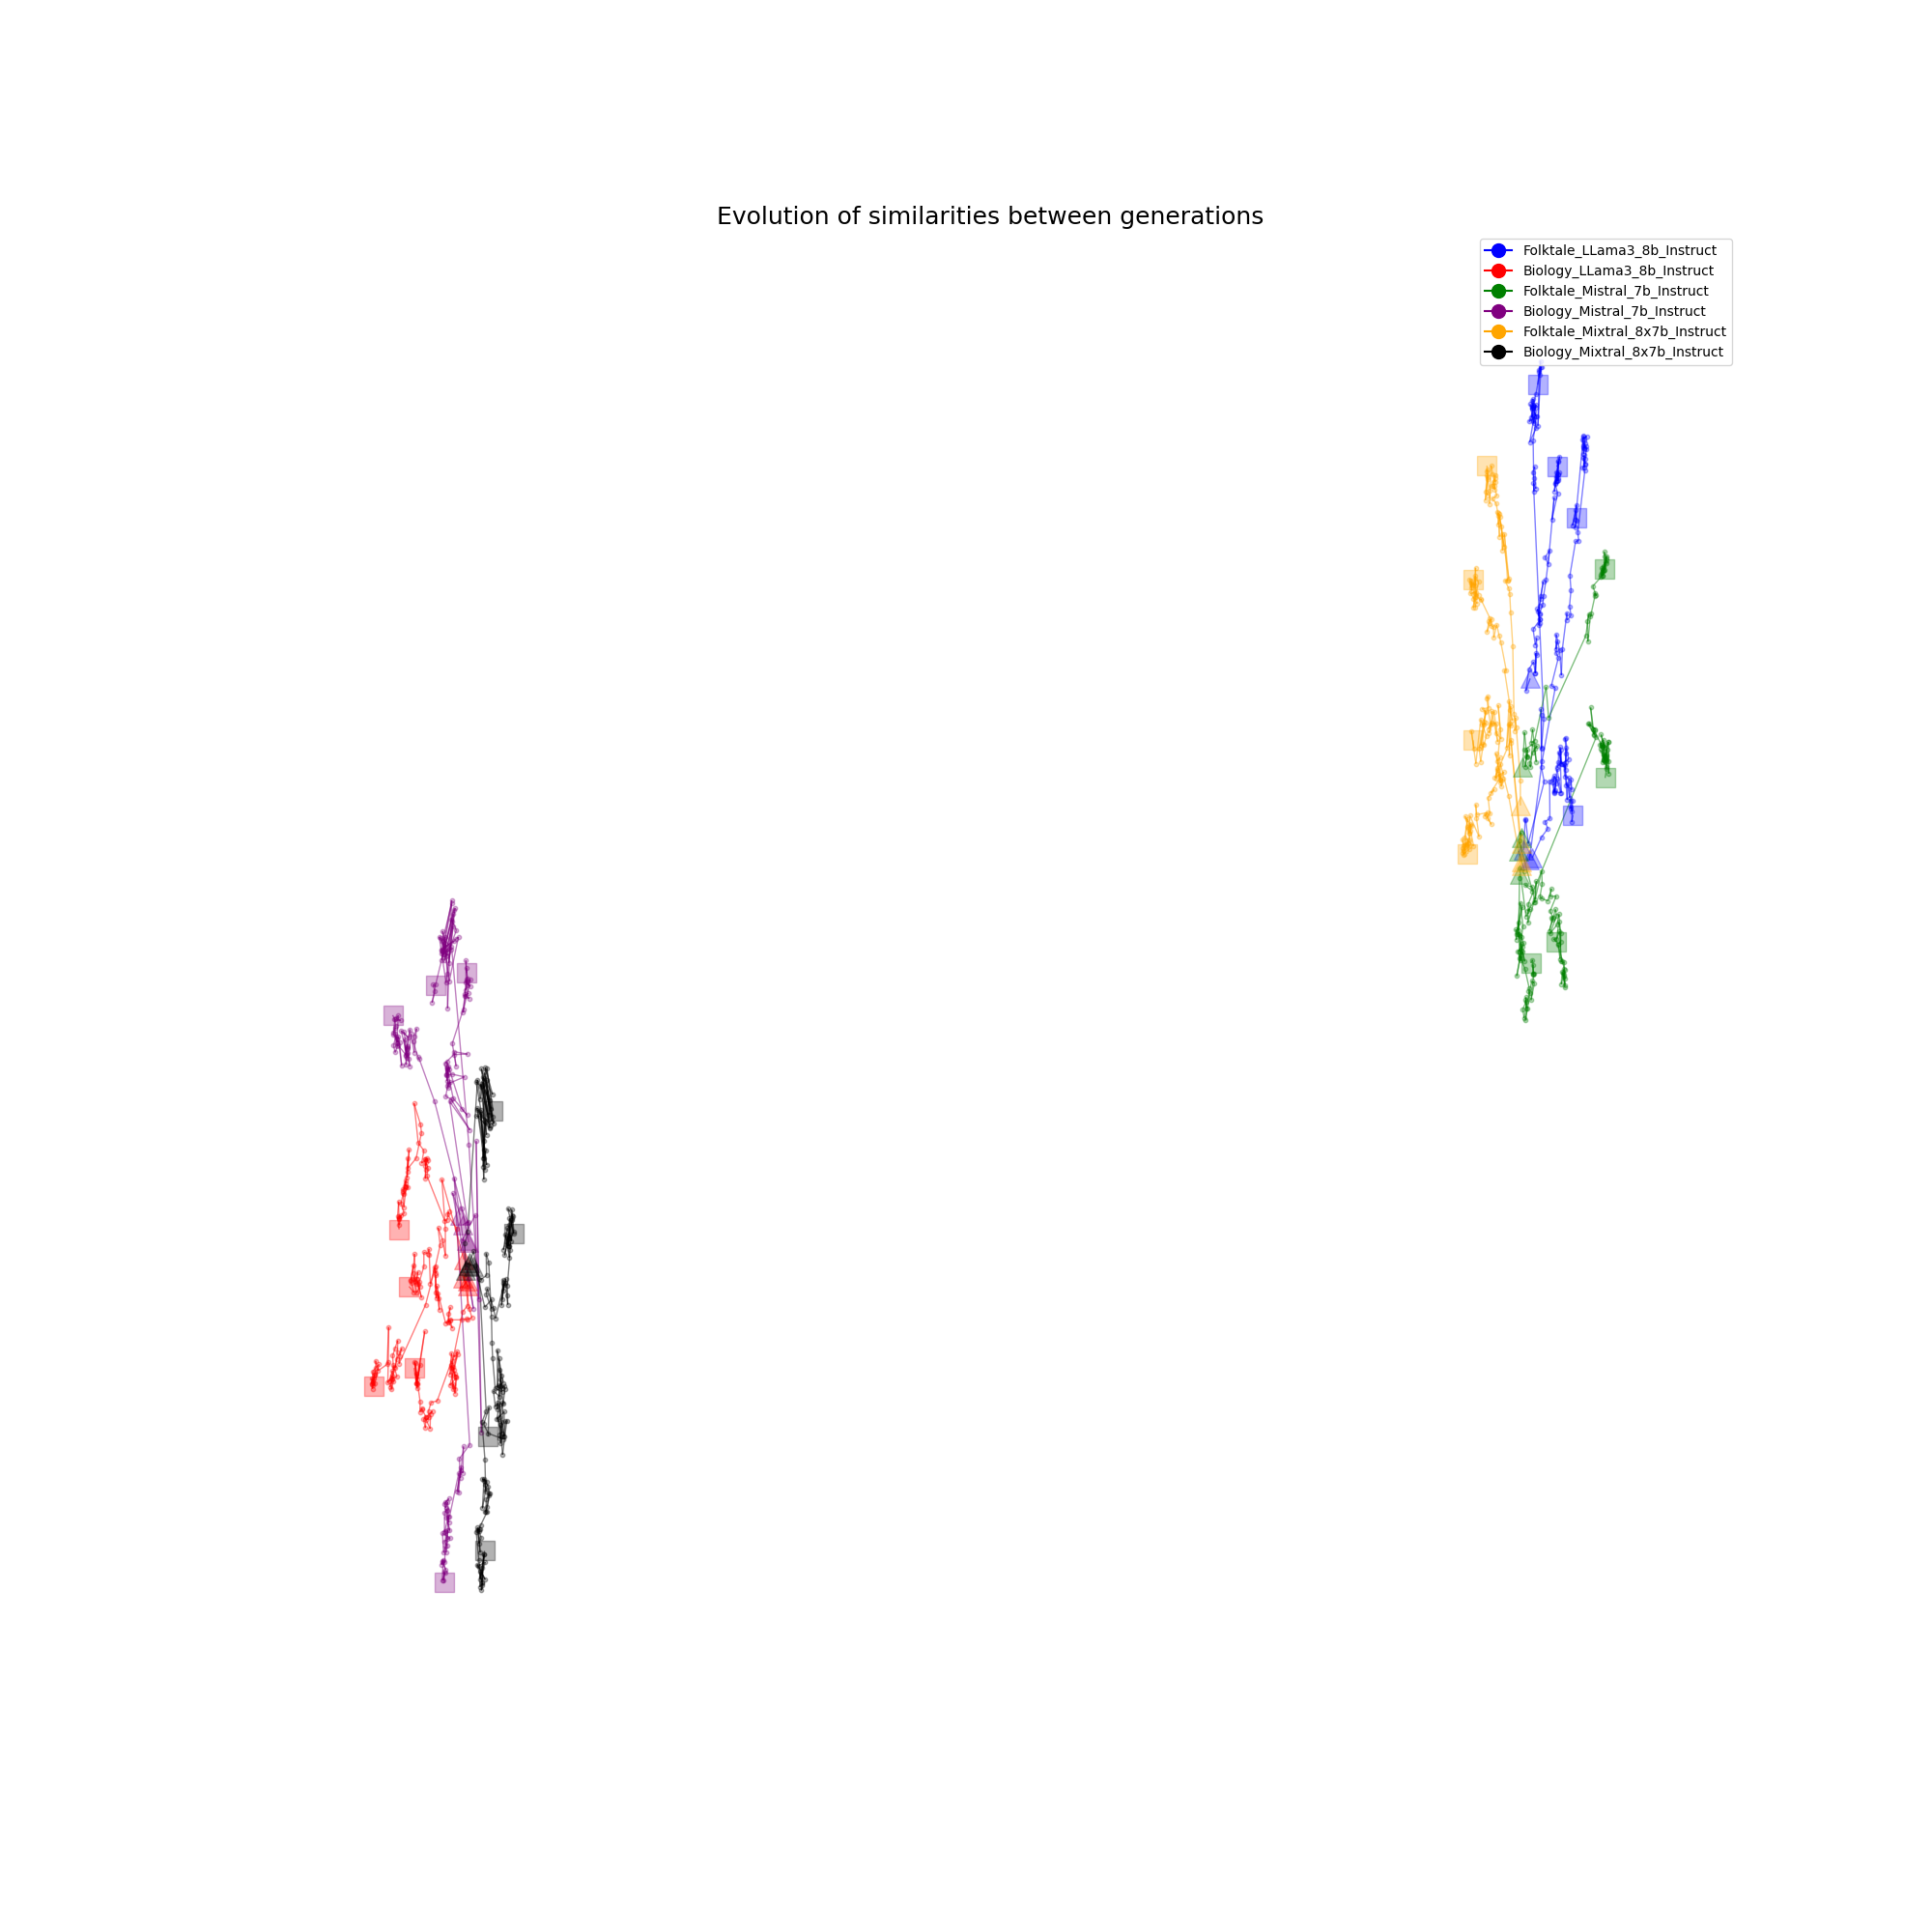 Evolution of similarities between generations
Folktale_LLama3_8b_Instruct
Biology_LLama3_8b_Instruct
Folktale_Mistral_7b_Instruct
Biology_Mistral_7b_Instruct
Folktale_Mixtral_8x7b_Instruct
Biology_Mixtral_8x7b_Instruct